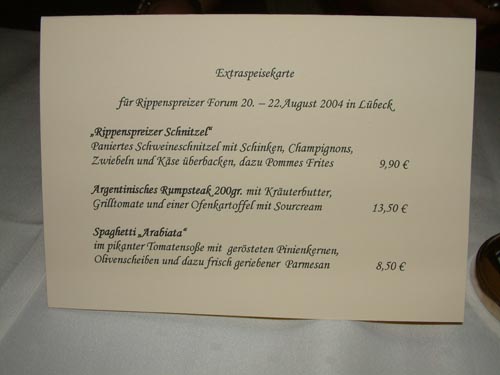 Extraspeisekarte
für Rippenspreizer Forum 20. – 22.August 2004 in Lübeck
„Rippenspreizer Schnitzel“
Paniertes Schweineschnitzel mit Schinken, Champignons,
Zwiebeln und Käse überbacken, dazu Pommes Frites 9,90 €
Argentinisches Rumpsteak 200gr. mit Kräuterbutter,
Grilltomate und einer Ofenkartoffel mit Sourcream 13,50 €
Spaghetti „Arabiata“
im pikanter Tomatensoße mit gerösteten Pinienkernen,
Olivenscheiben und dazu frisch geriebener Parmesan 8,50 €